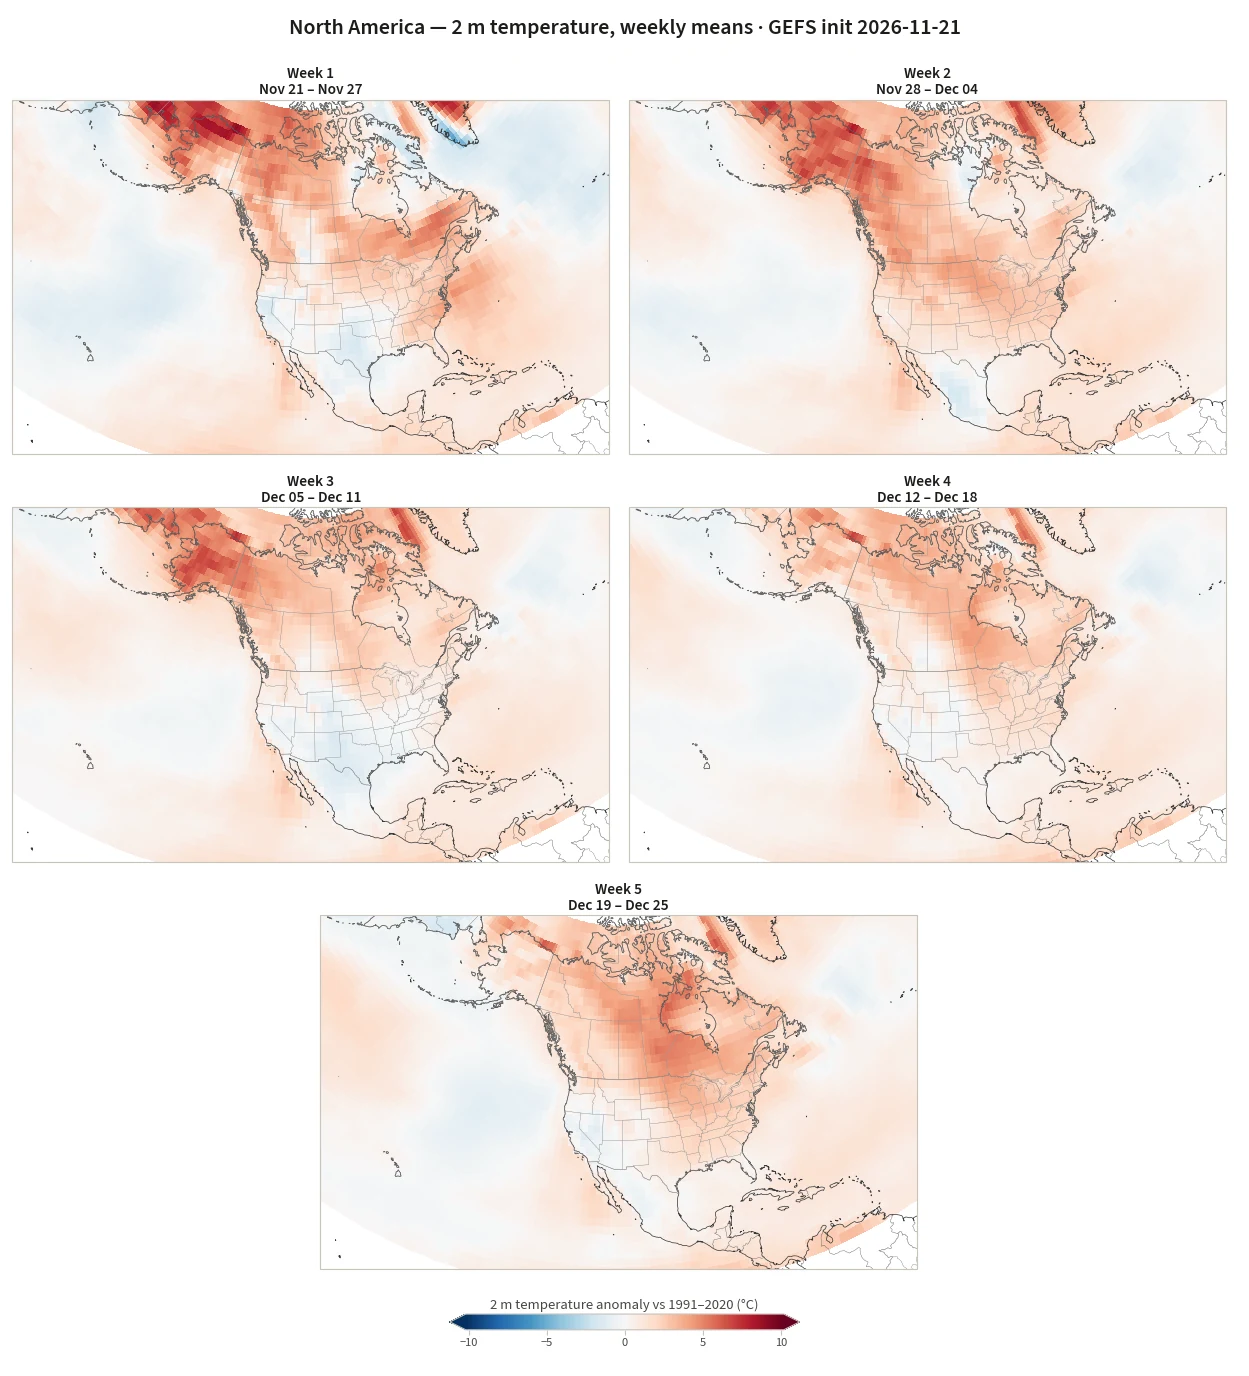 North America — 2 m temperature, weekly means · GEFS init 2026-11-21
Week 1
Nov 21 – Nov 27
Week 2
Nov 28 – Dec 04
Week 3
Dec 05 – Dec 11
Week 4
Dec 12 – Dec 18
Week 5
Dec 19 – Dec 25
2 m temperature anomaly vs 1991–2020 (°C)
−10 −5 0 5 10